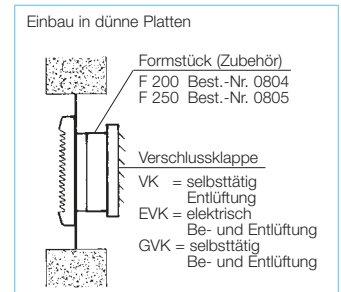 Einbau in dünne Platten
Formstück (Zubehör)
F 200 Best.-Nr. 0804
F 250 Best.-Nr. 0805
Verschlussklappe
VK = selbsttätig
Entlüftung
EVK = elektrisch
Be- und Entlüftung
GVK = selbsttätig
Be- und Entlüftung